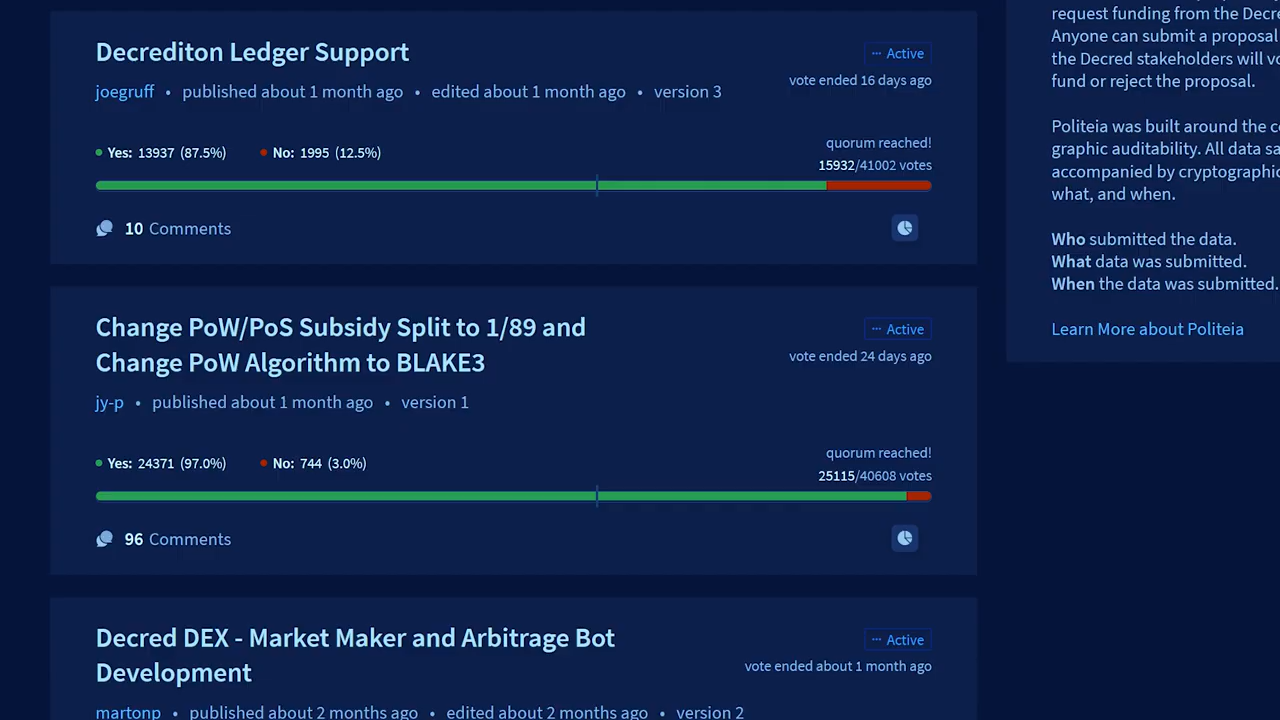 Decrediton Ledger Support
Active
joegruff • published about 1 month ago • edited about 1 month ago • version 3
vote ended 16 days ago
Yes: 13937 (87.5%) No: 1995 (12.5%)
quorum reached!
15932/41002 votes
10 Comments
Change PoW/PoS Subsidy Split to 1/89 and
Change PoW Algorithm to BLAKE3
Active
vote ended 24 days ago
jy-p • published about 1 month ago • version 1
Yes: 24371 (97.0%) No: 744 (3.0%)
quorum reached!
25115/40608 votes
96 Comments
Decred DEX - Market Maker and Arbitrage Bot
Development
Active
vote ended about 1 month ago
martonp • published about 2 months ago • edited about 2 months ago • version 2
request funding from the
Anyone can submit a proposal
the Decred stakeholders will
fund or reject the proposal.
Politeia was built around the
graphic auditability. All data
accompanied by
what, and when.
Who submitted the data.
What data was submitted.
When the data was submitted.
Learn More about Politeia